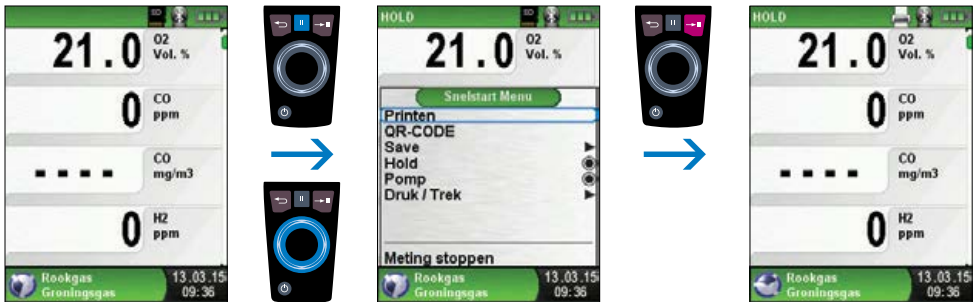 SD
21.0 O2
Vol. %
0 CO
ppm
---- CO
mg/m3
0 H2
ppm
Rookgas 13.03.15
Groningsgas 09:36
HOLD SD
21.0 O2
Vol. %
Snelstart Menu
Printen
QR-CODE
Save
Hold
Pomp
Druk / Trek
Meting stoppen
Rookgas 13.03.15
Groningsgas 09:36
HOLD
21.0 O2
Vol. %
0 CO
ppm
---- CO
mg/m3
0 H2
ppm
Rookgas 13.03.15
Groningsgas 09:36